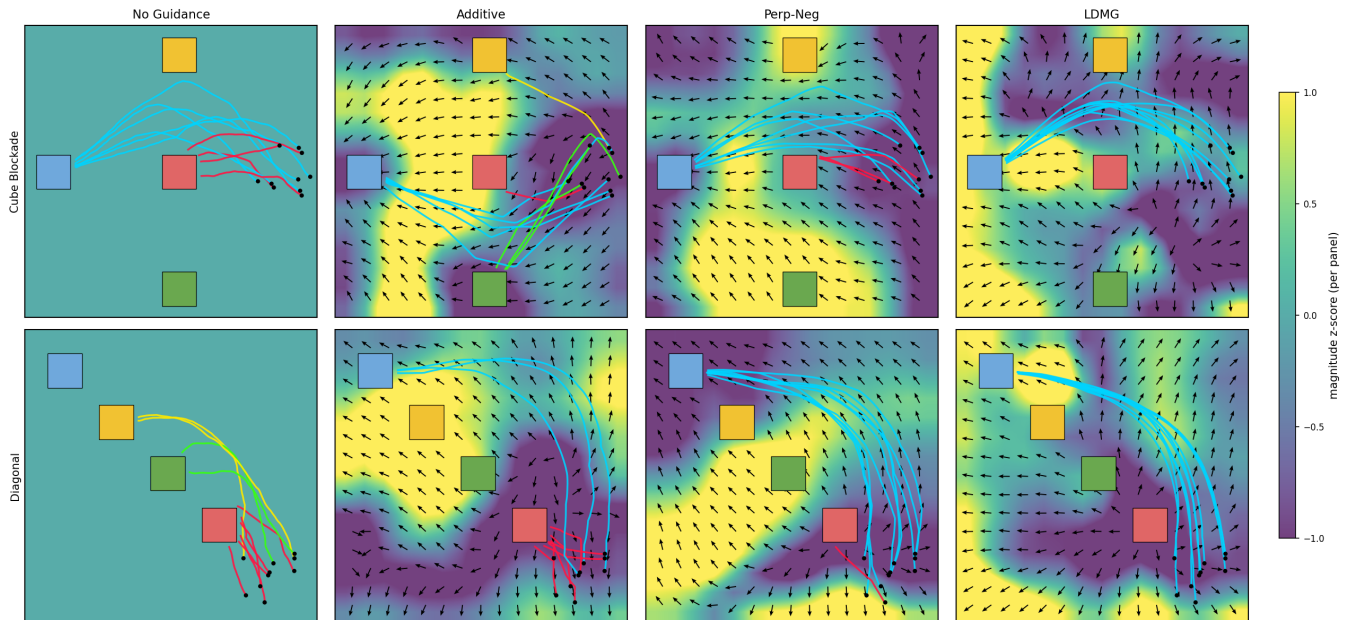 No Guidance
Additive
Perp-Neg
LDMG
Cube Blockade
Diagonal
1.0
0.5
0.0
−0.5
−1.0
magnitude z-score (per panel)